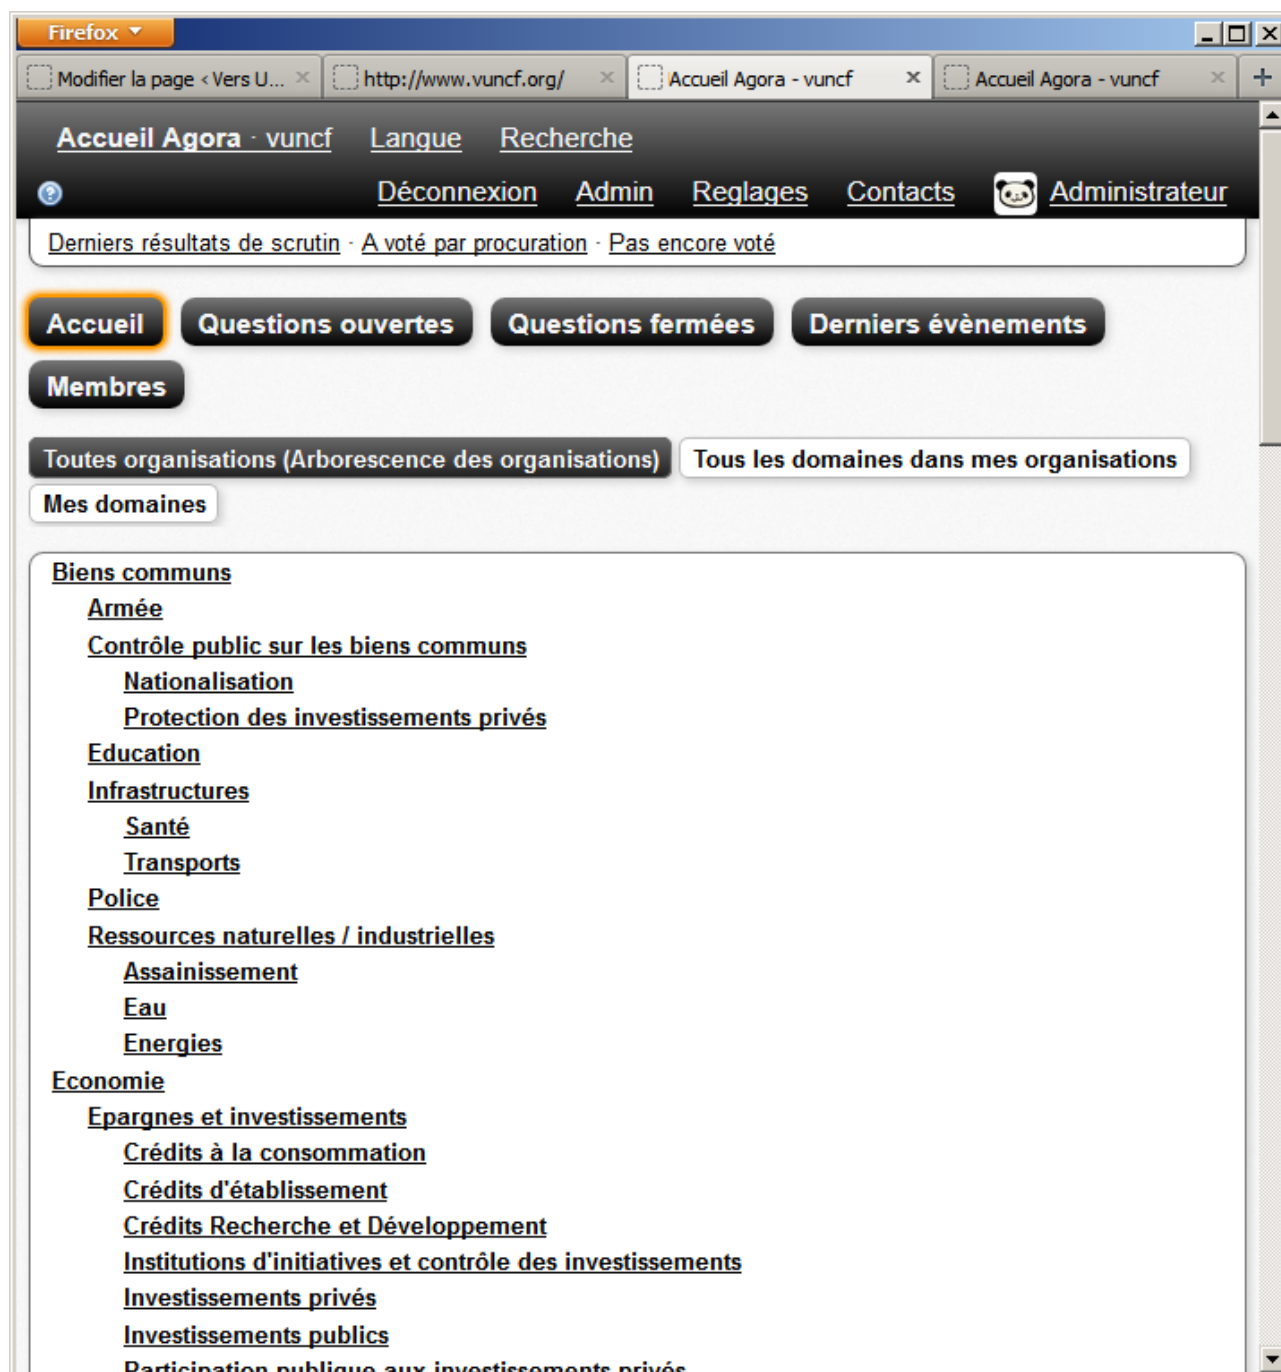 Firefox
Modifier la page < Vers U... http://www.vuncf.org/ Accueil Agora - vuncf Accueil Agora - vuncf
Accueil Agora · vuncf Langue Recherche
Déconnexion Admin Reglages Contacts Administrateur
Derniers résultats de scrutin · A voté par procuration · Pas encore voté
Accueil Questions ouvertes Questions fermées Derniers évènements
Membres
Toutes organisations (Arborescence des organisations) Tous les domaines dans mes organisations
Mes domaines
Biens communs
Armée
Contrôle public sur les biens communs
Nationalisation
Protection des investissements privés
Education
Infrastructures
Santé
Transports
Police
Ressources naturelles / industrielles
Assainissement
Eau
Energies
Economie
Epargnes et investissements
Crédits à la consommation
Crédits d'établissement
Crédits Recherche et Développement
Institutions d'initiatives et contrôle des investissements
Investissements privés
Investissements publics
Participation publique aux investissements privés